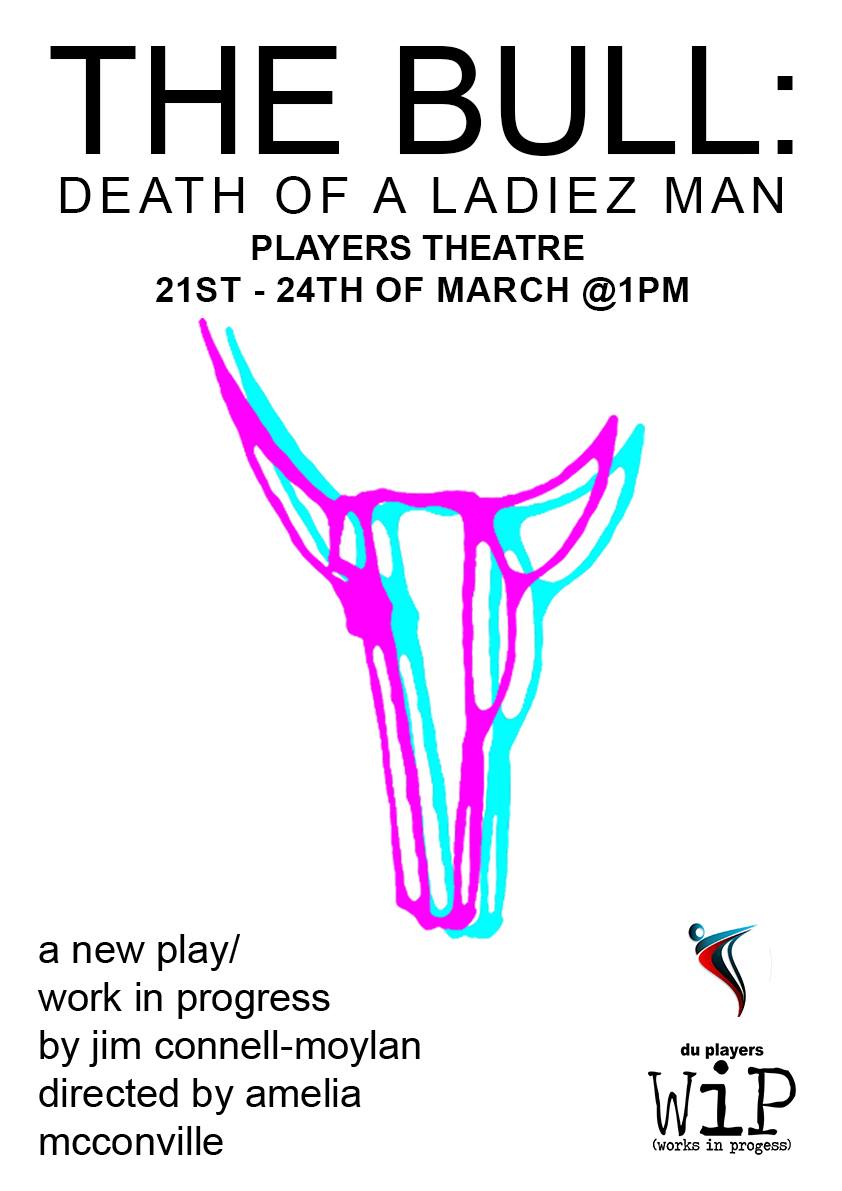 THE BULL:
DEATH OF A LADIEZ MAN
PLAYERS THEATRE
21ST - 24TH OF MARCH @1PM
a new play/
work in progress
by jim connell-moylan
directed by amelia
mcconville
du players
WiP
(works in progess)